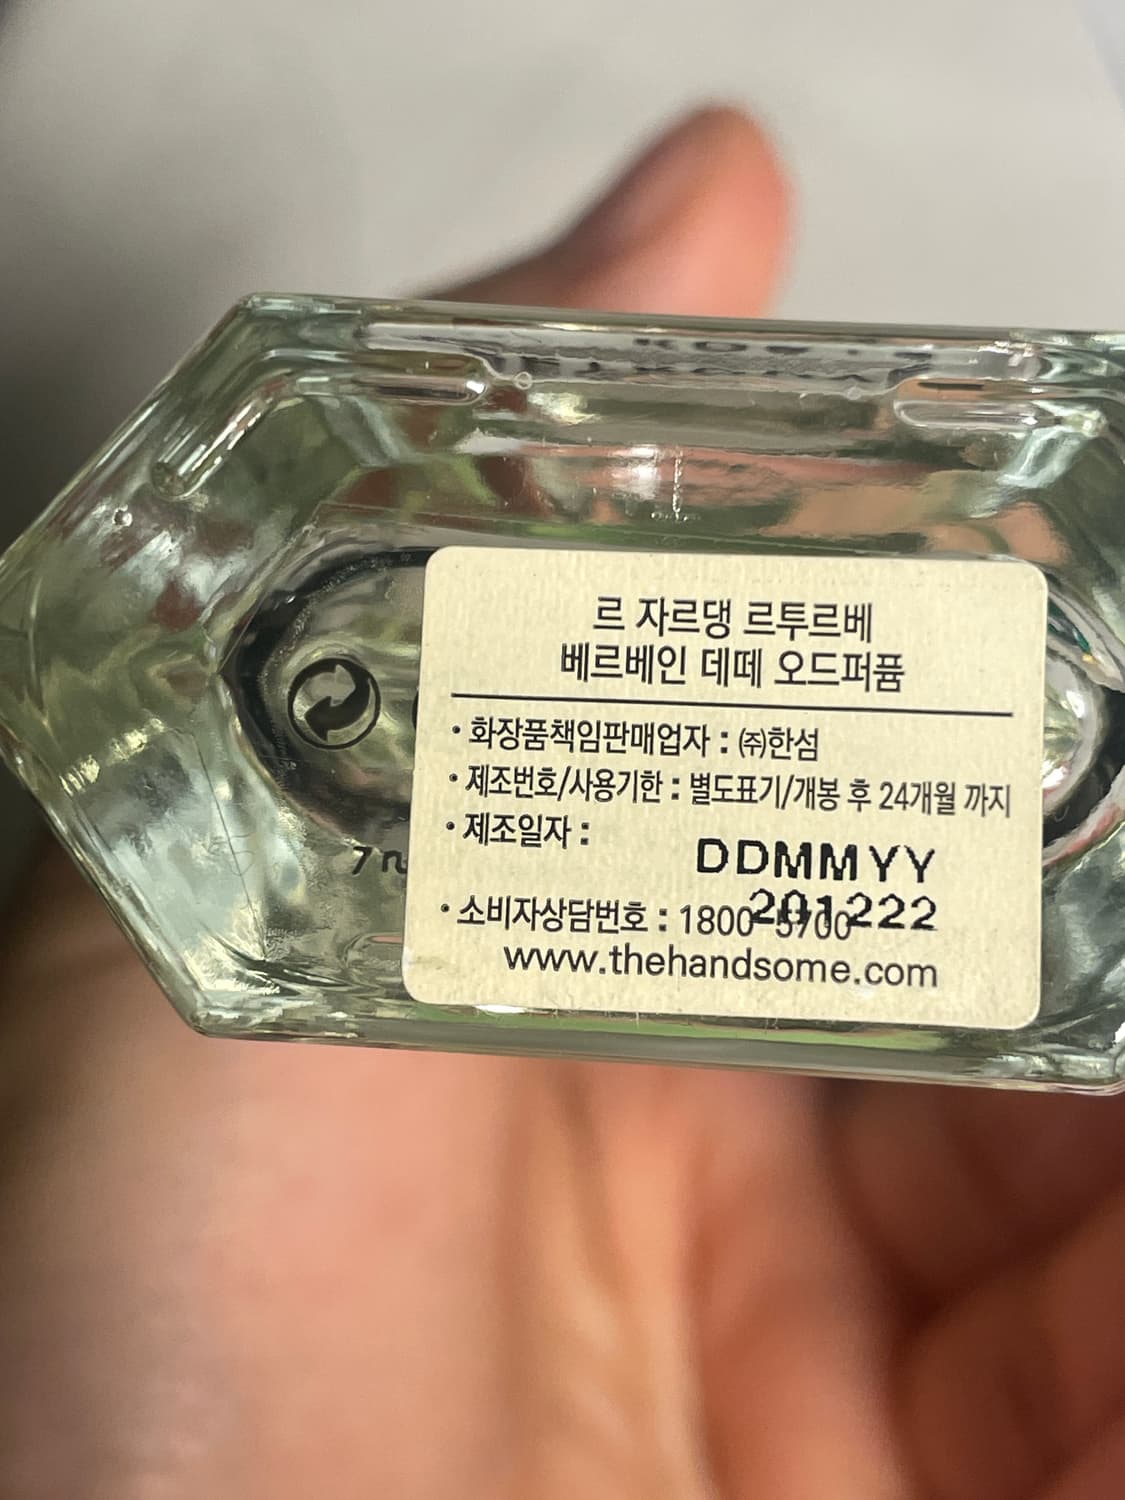 르 자르댕 르투르베
베르베인 데떼 오드퍼퓸
• 화장품책임판매업자 : ㈜한섬
• 제조번호/사용기한 : 별도표기/개봉 후 24개월 까지
• 제조일자 :
DDMMYY
201222
• 소비자상담번호 : 1800-5700
www.thehandsome.com